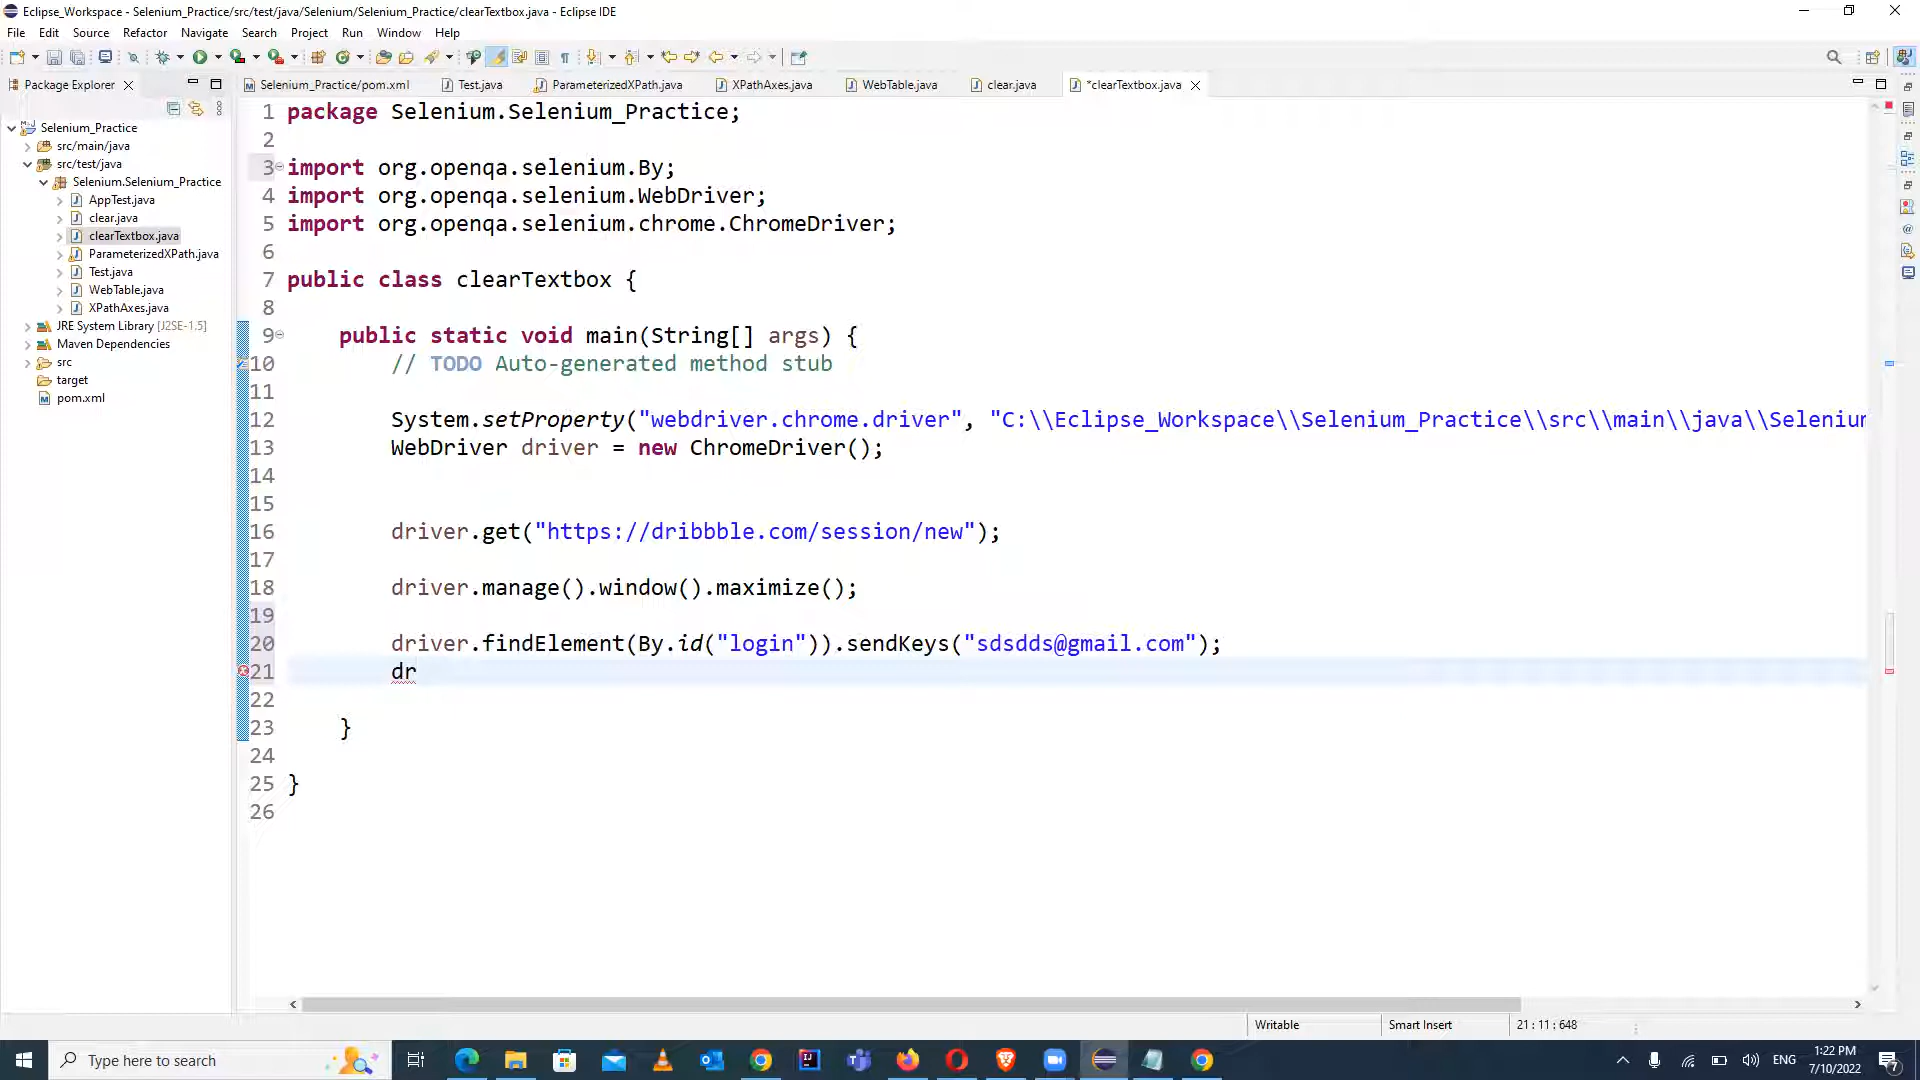 Eclipse_Workspace - Selenium_Practice/src/test/java/Selenium/Selenium_Practice/clearTextbox.java - Eclipse IDE
File Edit Source Refactor Navigate Search Project Run Window Help
Package Explorer
Selenium_Practice/pom.xml Test.java ParameterizedXPath.java XPathAxes.java WebTable.java clear.java *clearTextbox.java
Selenium_Practice
src/main/java
src/test/java
Selenium.Selenium_Practice
AppTest.java
clear.java
clearTextbox.java
ParameterizedXPath.java
Test.java
WebTable.java
XPathAxes.java
JRE System Library [J2SE-1.5]
Maven Dependencies
src
target
pom.xml
1 package Selenium.Selenium_Practice;
2
3 import org.openqa.selenium.By;
4 import org.openqa.selenium.WebDriver;
5 import org.openqa.selenium.chrome.ChromeDriver;
6
7 public class clearTextbox {
8
9 public static void main(String[] args) {
10 // TODO Auto-generated method stub
11
12 System.setProperty("webdriver.chrome.driver", "C:\\Eclipse_Workspace\\Selenium_Practice\\src\\main\\java\\Selenium
13 WebDriver driver = new ChromeDriver();
14
15
16 driver.get("https://dribbble.com/session/new");
17
18 driver.manage().window().maximize();
19
20 driver.findElement(By.id("login")).sendKeys("sdsdds@gmail.com");
21 dr
22
23 }
24
25 }
26
Writable Smart Insert 21 : 11 : 648
Type here to search
ENG
1:22 PM
7/10/2022
7